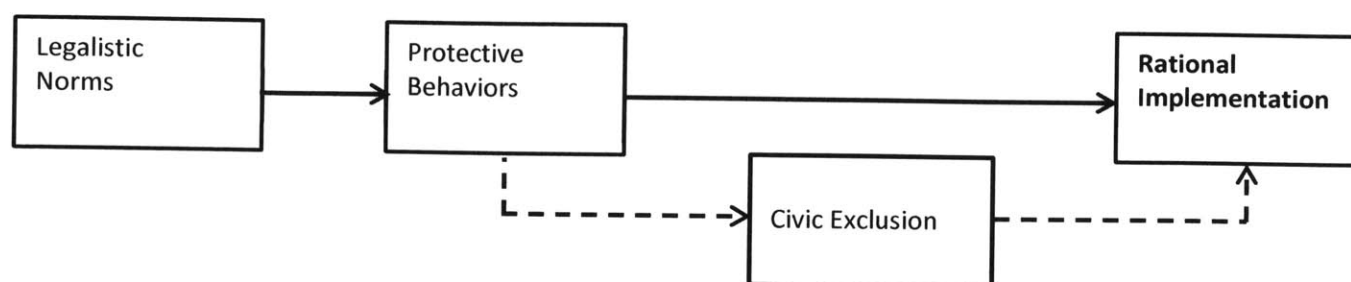 Legalistic
Norms
Protective
Behaviors
Rational
Implementation
Civic Exclusion